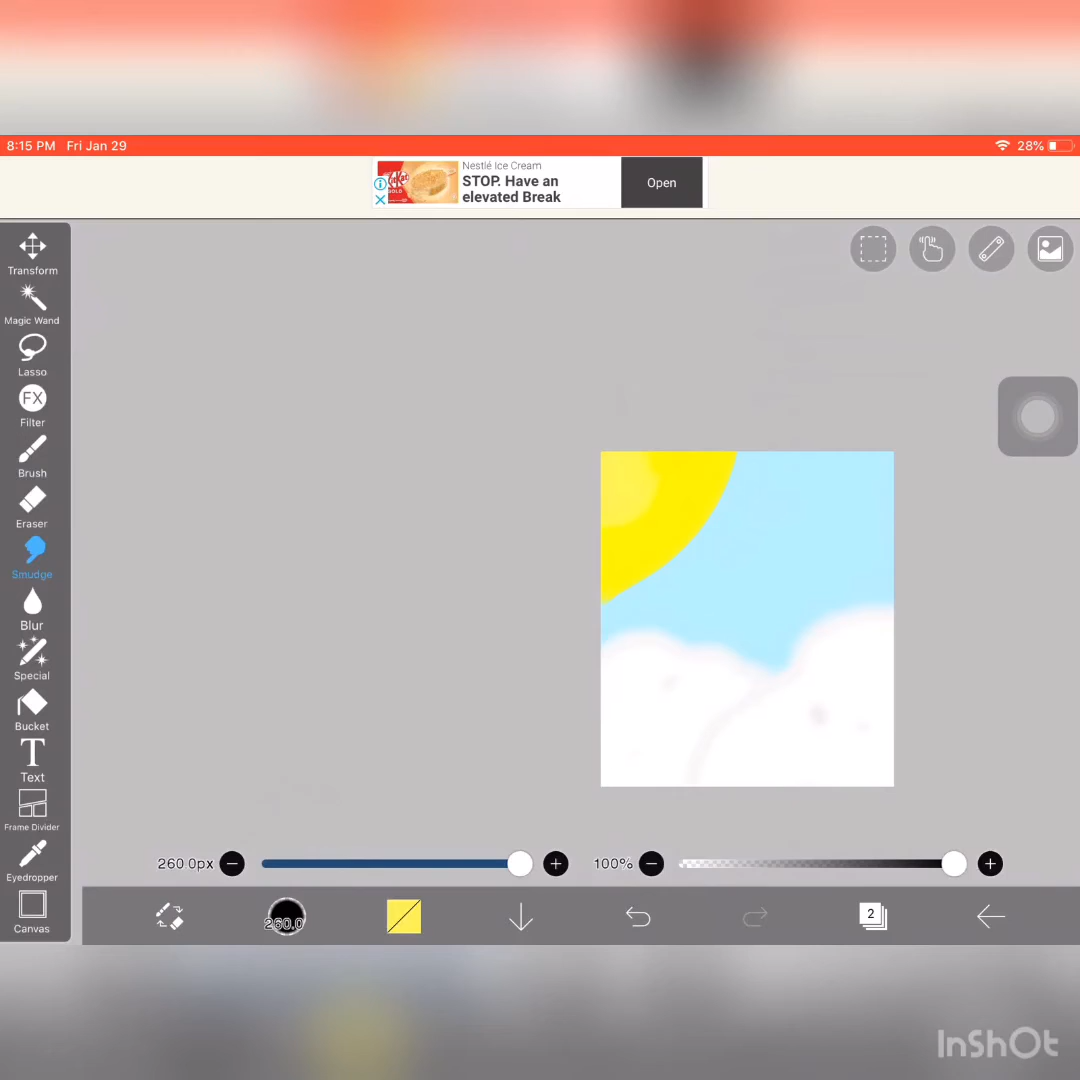 8:15 PM Fri Jan 29
28%
Nestlé Ice Cream
STOP. Have an
elevated Break
Open
KitKat
GOLD
Transform
Magic Wand
Lasso
FX
Filter
Brush
Eraser
Smudge
Blur
Special
Bucket
T
Text
Frame Divider
Eyedropper
Canvas
260.0px
100%
260.0
2
InShOt